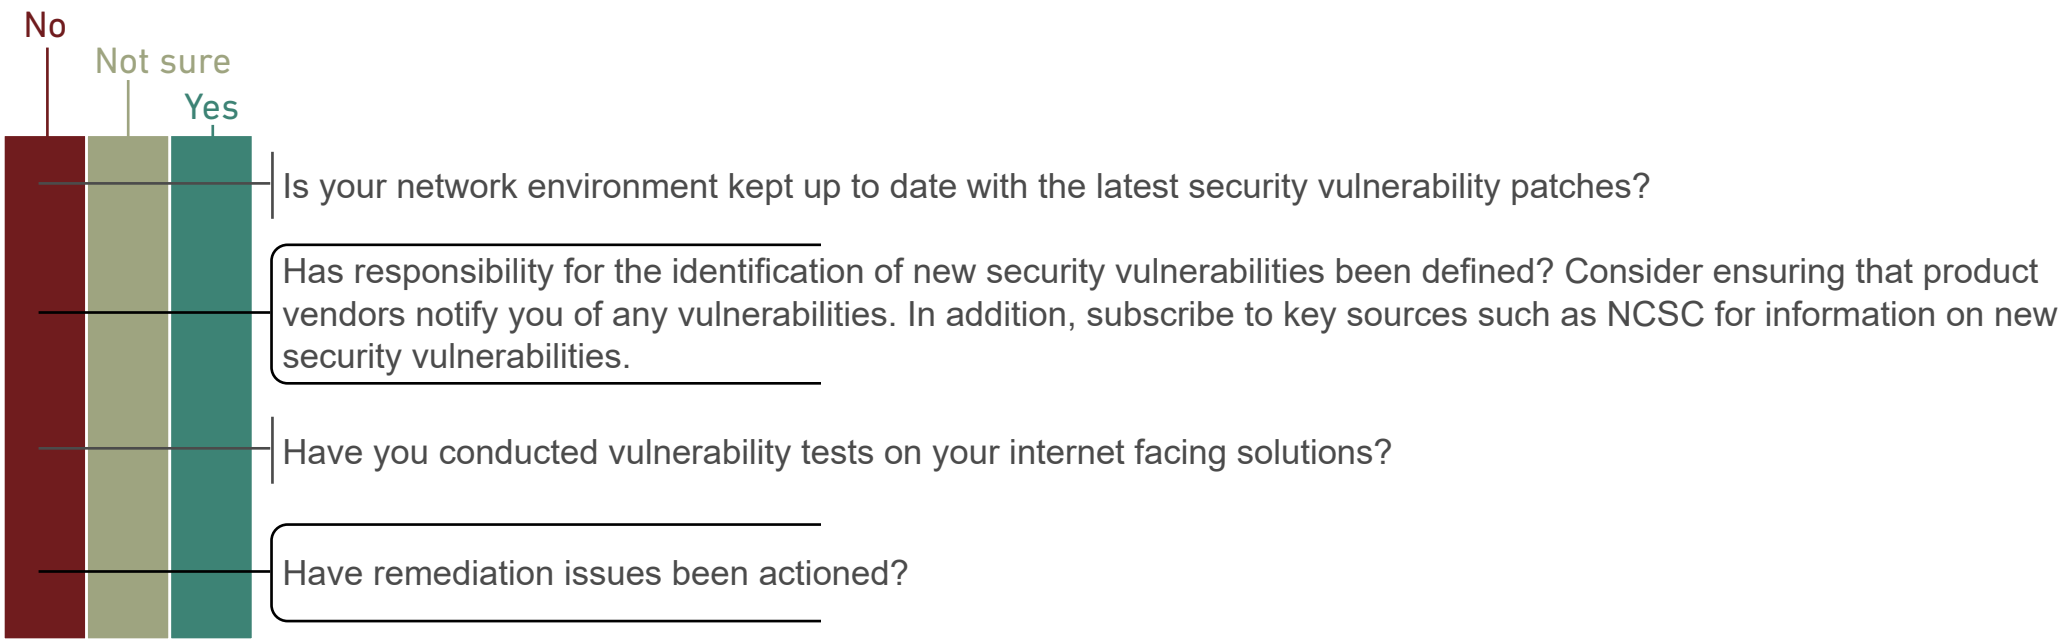 No
Not sure
Yes
Is your network environment kept up to date with the latest security vulnerability patches?
Has responsibility for the identification of new security vulnerabilities been defined? Consider ensuring that product
vendors notify you of any vulnerabilities. In addition, subscribe to key sources such as NCSC for information on new
security vulnerabilities.
Have you conducted vulnerability tests on your internet facing solutions?
Have remediation issues been actioned?